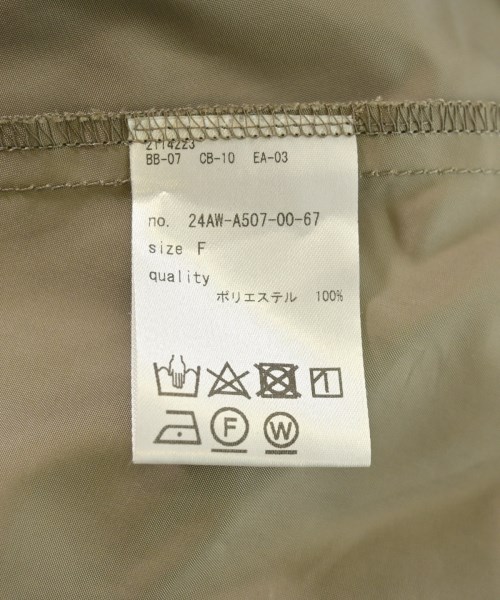 2114223
BB-07 CB-10 EA-03
no. 24AW-A507-00-67
size F
quality
ポリエステル 100%
F W